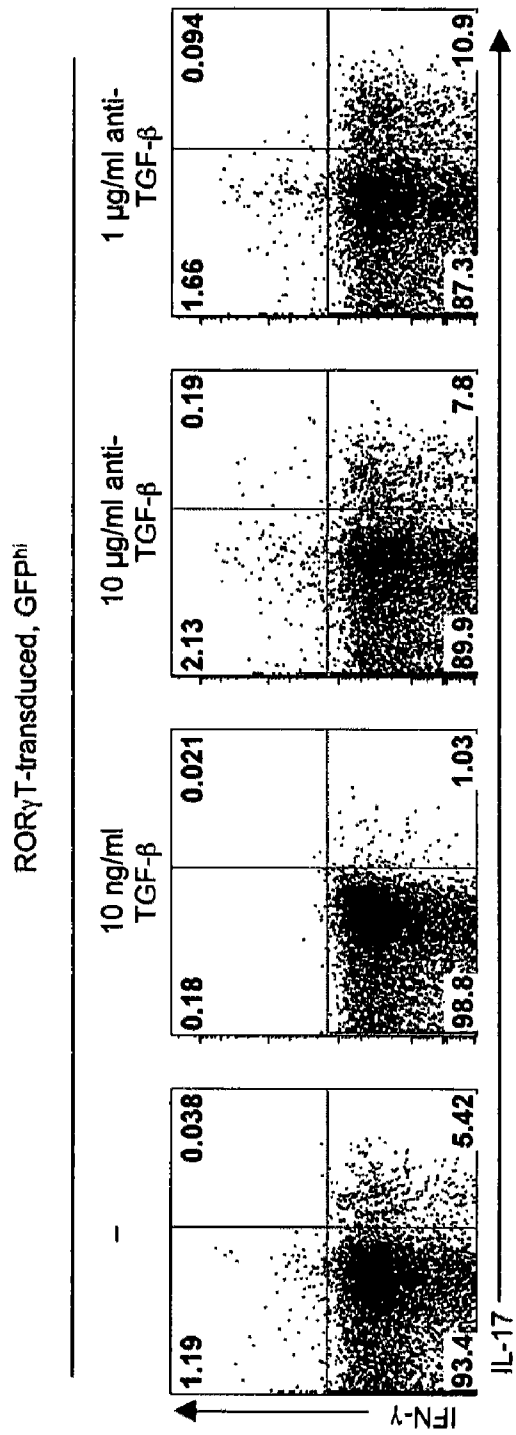 RORγT-transduced, GFPhi
–
10 ng/ml
TGF-β
10 µg/ml anti-
TGF-β
1 µg/ml anti-
TGF-β
1.19
0.038
93.4
5.42
0.18
0.021
98.8
1.03
2.13
0.19
89.9
7.8
1.66
0.094
87.3
10.9
IFN-γ
IL-17